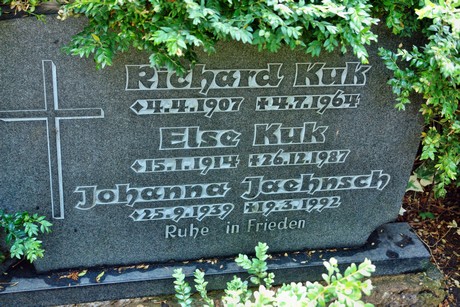 Richard Kuk
*4.4.1907 ✝4.7.1964
Else Kuk
*15.1.1914 ✝26.12.1987
Johanna Jaehnsch
*25.9.1939 ✝19.3.1992
Ruhe in Frieden